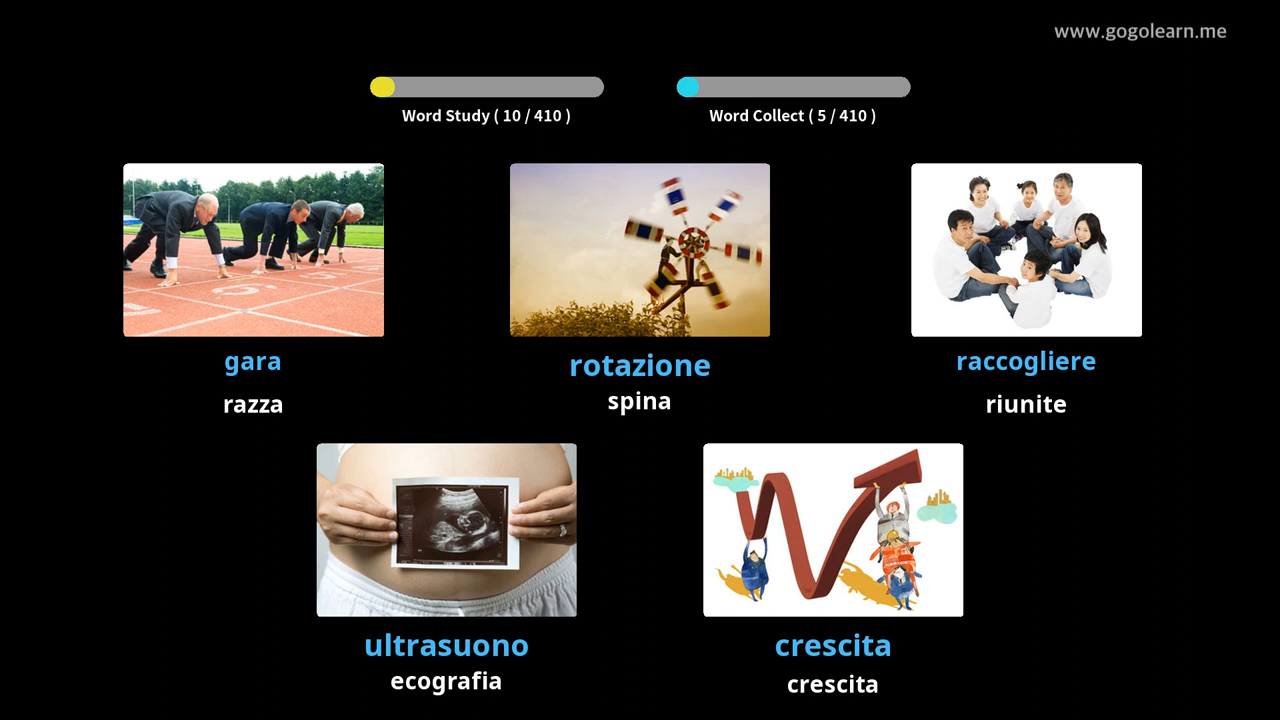 www.gogolearn.me
Word Study ( 10 / 410 )
Word Collect ( 5 / 410 )
gara
razza
rotazione
spina
raccogliere
riunite
ultrasuono
ecografia
crescita
crescita